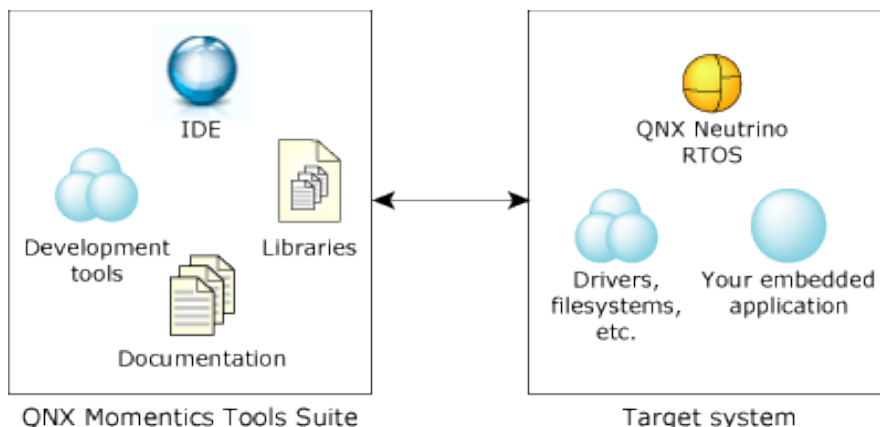 IDE
Development
tools
Libraries
Documentation
QNX Momentics Tools Suite
QNX Neutrino
RTOS
Drivers,
filesystems,
etc.
Your embedded
application
Target system